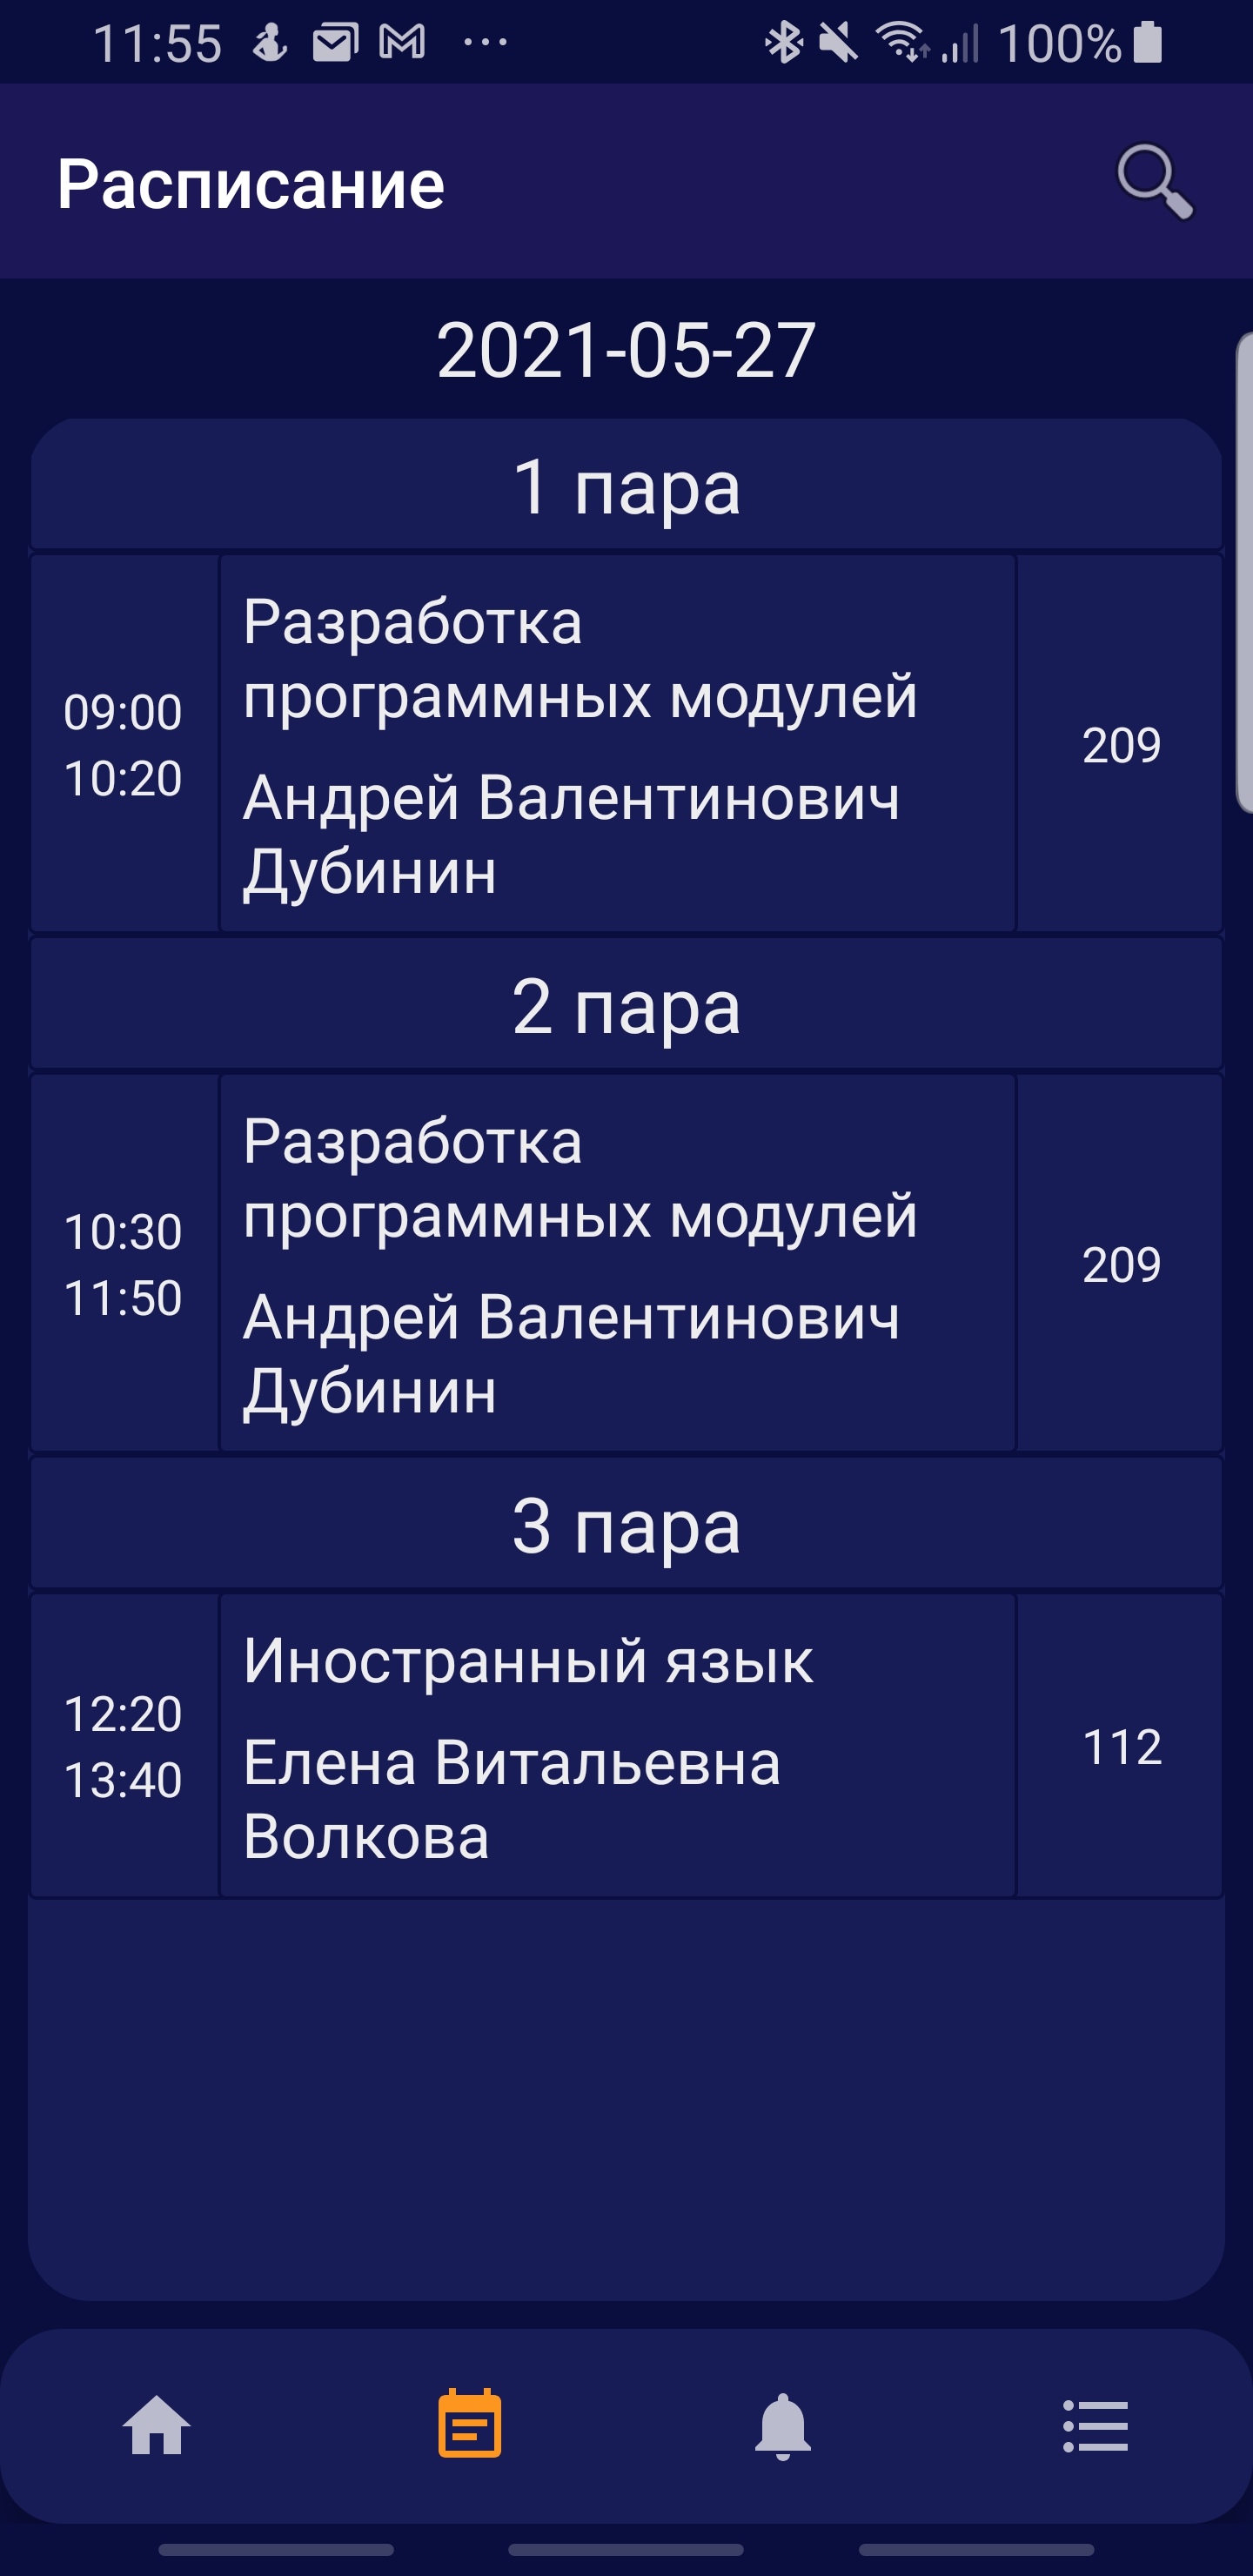 11:55 100%
Расписание
2021-05-27
1 пара
09:00
10:20
Разработка
программных модулей
Андрей Валентинович
Дубинин
209
2 пара
10:30
11:50
Разработка
программных модулей
Андрей Валентинович
Дубинин
209
3 пара
12:20
13:40
Иностранный язык
Елена Витальевна
Волкова
112